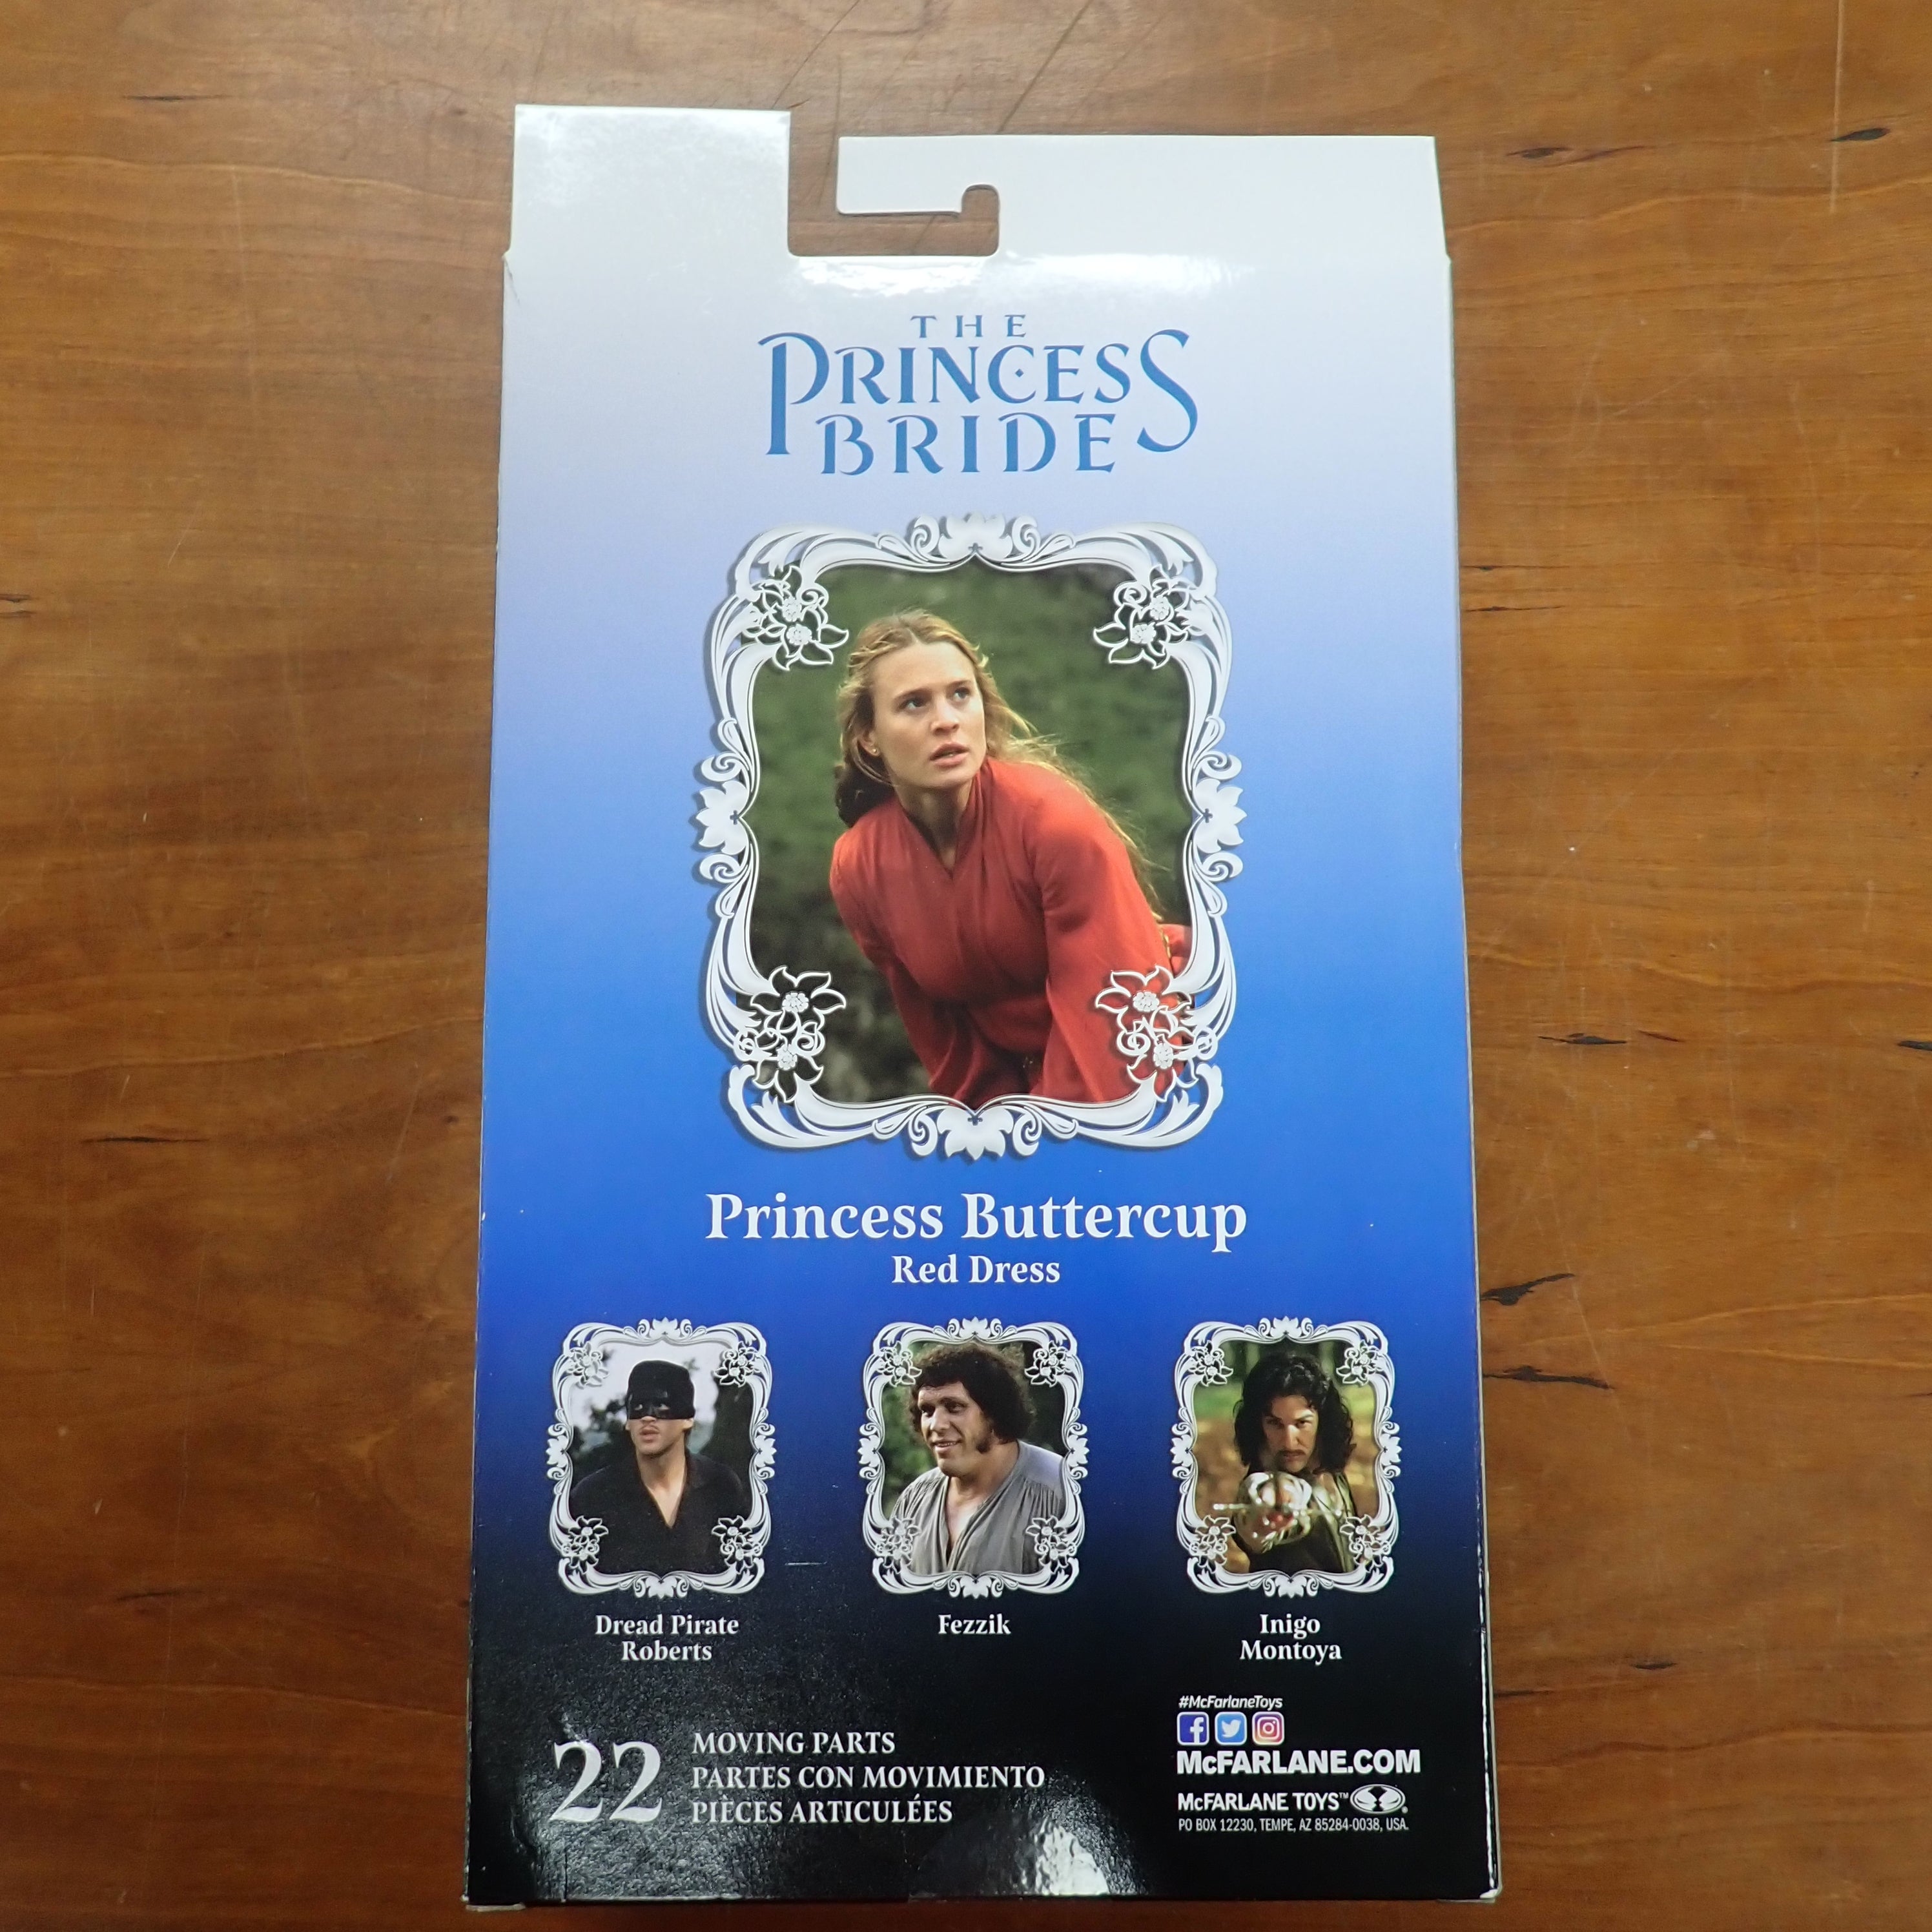 THE
PRINCESS
BRIDE
Princess Buttercup
Red Dress
Dread Pirate
Roberts
Fezzik
Inigo
Montoya
22
MOVING PARTS
PARTES CON MOVIMIENTO
PIÈCES ARTICULÉES
#McFarlaneToys
McFARLANE.COM
McFARLANE TOYS™
PO BOX 12230, TEMPE, AZ 85284-0038, USA.